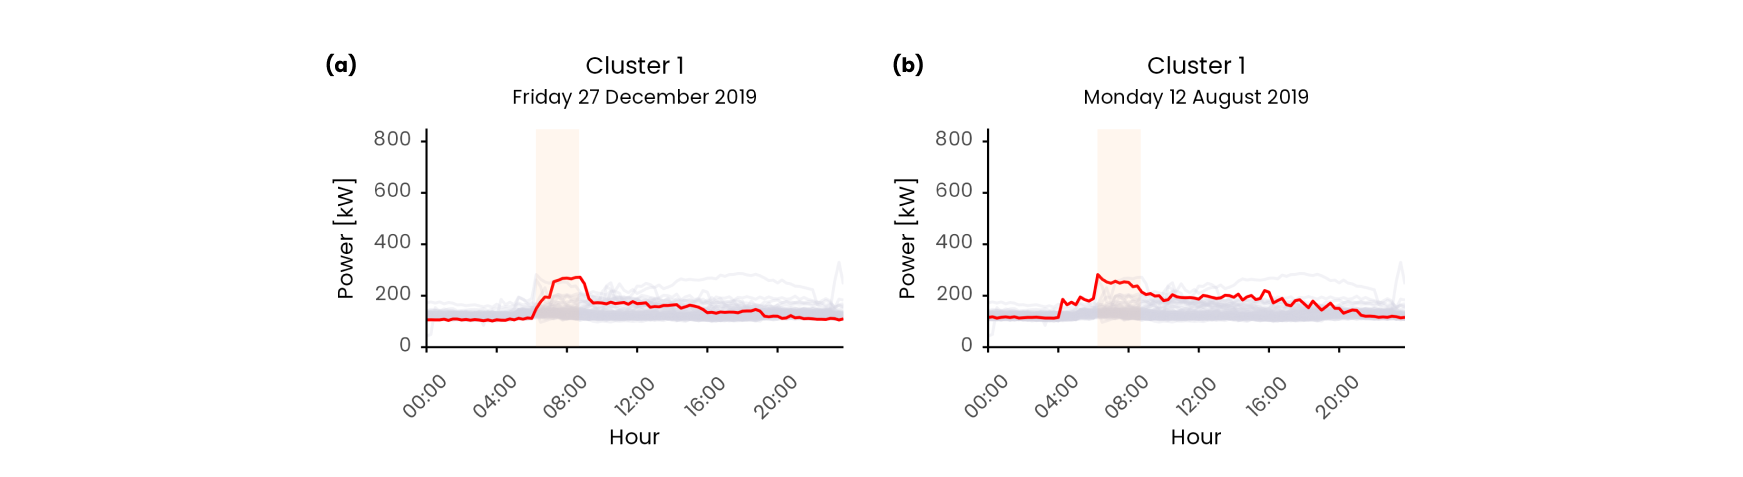 (a)
Cluster 1
Friday 27 December 2019
800
600
400
200
0
Power [kW]
00:00
04:00
08:00
12:00
16:00
20:00
Hour
(b)
Cluster 1
Monday 12 August 2019
800
600
400
200
0
Power [kW]
00:00
04:00
08:00
12:00
16:00
20:00
Hour